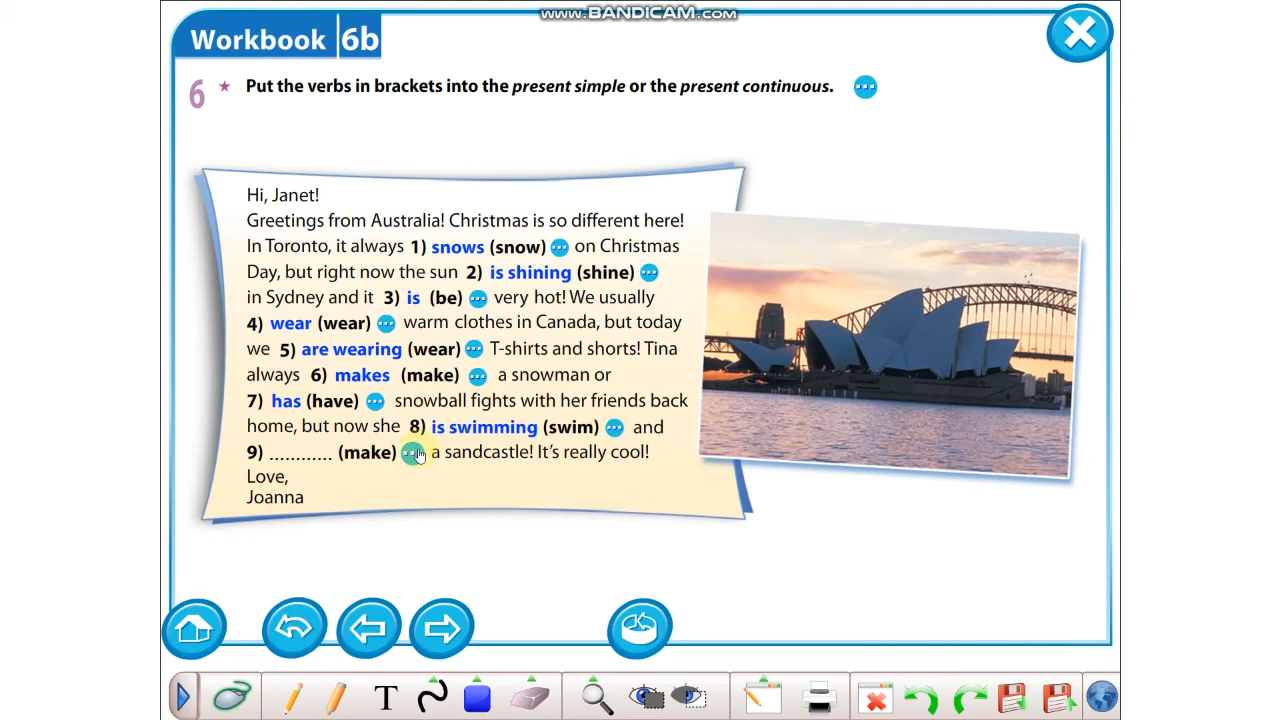 www.BANDICAM.com
Workbook 6b
6 ★ Put the verbs in brackets into the present simple or the present continuous.
Hi, Janet!
Greetings from Australia! Christmas is so different here!
In Toronto, it always 1) snows (snow) on Christmas
Day, but right now the sun 2) is shining (shine)
in Sydney and it 3) is (be) very hot! We usually
4) wear (wear) warm clothes in Canada, but today
we 5) are wearing (wear) T-shirts and shorts! Tina
always 6) makes (make) a snowman or
7) has (have) snowball fights with her friends back
home, but now she 8) is swimming (swim) and
9) ............ (make) a sandcastle! It's really cool!
Love,
Joanna
T